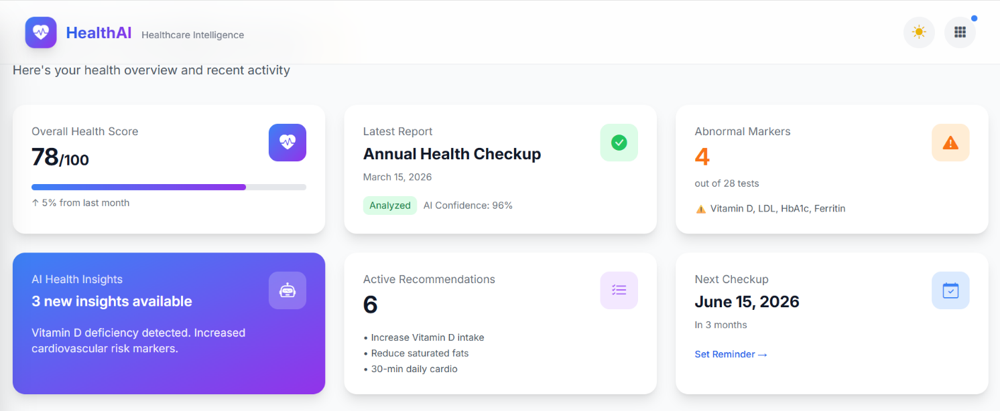 HealthAI Healthcare Intelligence
Here's your health overview and recent activity
Overall Health Score
78/100
↑ 5% from last month
Latest Report
Annual Health Checkup
March 15, 2026
Analyzed AI Confidence: 96%
Abnormal Markers
4
out of 28 tests
Vitamin D, LDL, HbA1c, Ferritin
AI Health Insights
3 new insights available
Vitamin D deficiency detected. Increased
cardiovascular risk markers.
Active Recommendations
6
• Increase Vitamin D intake
• Reduce saturated fats
• 30-min daily cardio
Next Checkup
June 15, 2026
In 3 months
Set Reminder →